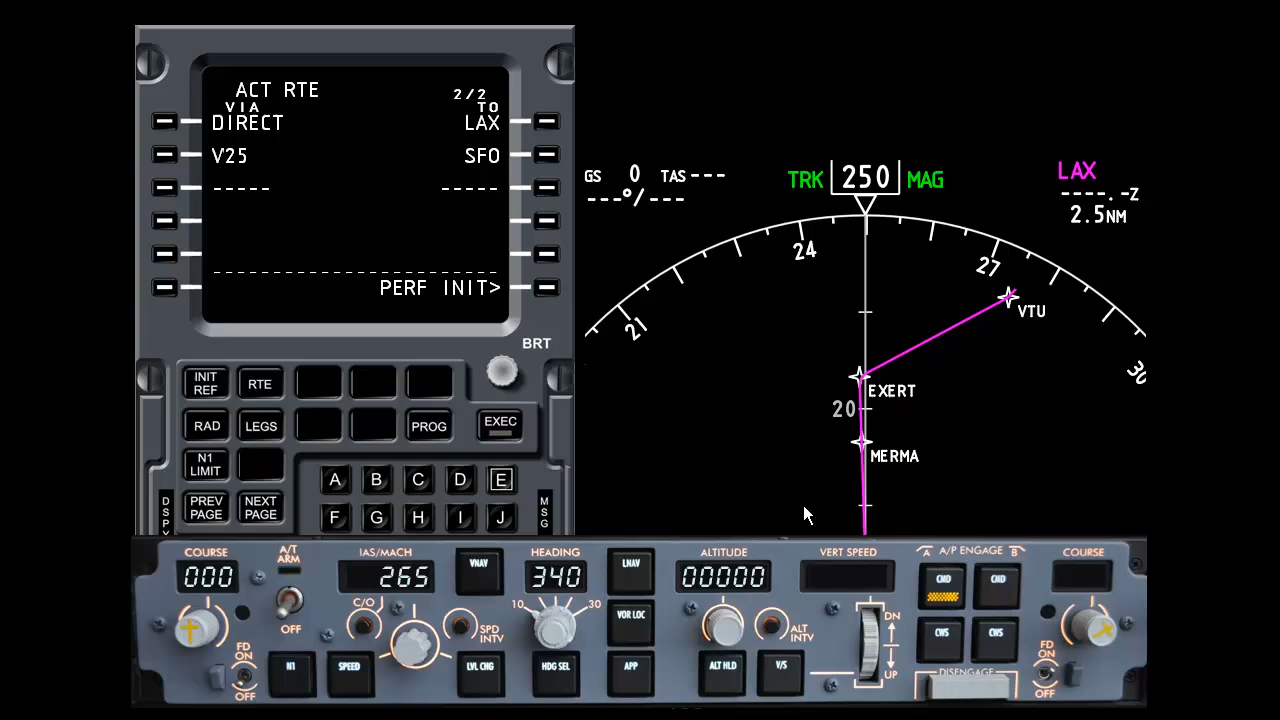 ACT RTE 2/2
VIA TO
DIRECT LAX
V25 SFO
----- -----
PERF INIT>
BRT
INIT REF
RTE
RAD
LEGS
PROG
EXEC
N1 LIMIT
PREV PAGE
NEXT PAGE
A B C D E
F G H I J
DSPY
MSG
GS 0 TAS---
---°/---
TRK 250 MAG
LAX
----.-Z
2.5NM
21
24
27
30
VTU
EXERT
20
MERMA
COURSE
000
A/T ARM
OFF
IAS/MACH
265
C/O
SPD INTV
VNAV
HEADING
340
10 30
LNAV
VOR LOC
ALTITUDE
00000
ALT INTV
VERT SPEED
DN
UP
A A/P ENGAGE B
CMD CMD
CWS CWS
DISENGAGE
COURSE
FD ON
OFF
N1
SPEED
LVL CHG
HDG SEL
APP
ALT HLD
V/S
FD ON
OFF